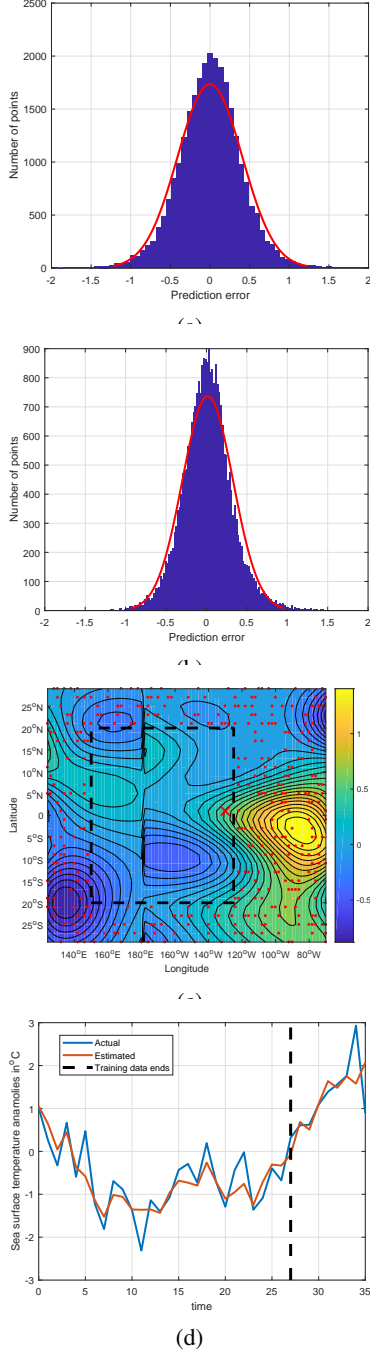 2500
2000
1500
1000
500
0
Number of points
-2 -1.5 -1 -0.5 0 0.5 1 1.5 2
Prediction error
900
800
700
600
500
400
300
200
100
0
Number of points
-2 -1.5 -1 -0.5 0 0.5 1 1.5 2
Prediction error
25°N
20°N
15°N
10°N
5°N
0
5°S
10°S
15°S
20°S
25°S
Latitude
140°E 160°E 180°W 160°W 140°W 120°W 100°W 80°W
Longitude
1
0
-0.5
3
2
1
0
-1
-2
-3
Sea surface temperature anamolies in°C
Actual
Estimated
Training data ends
0 5 10 15 20 25 30 35
time
(d)